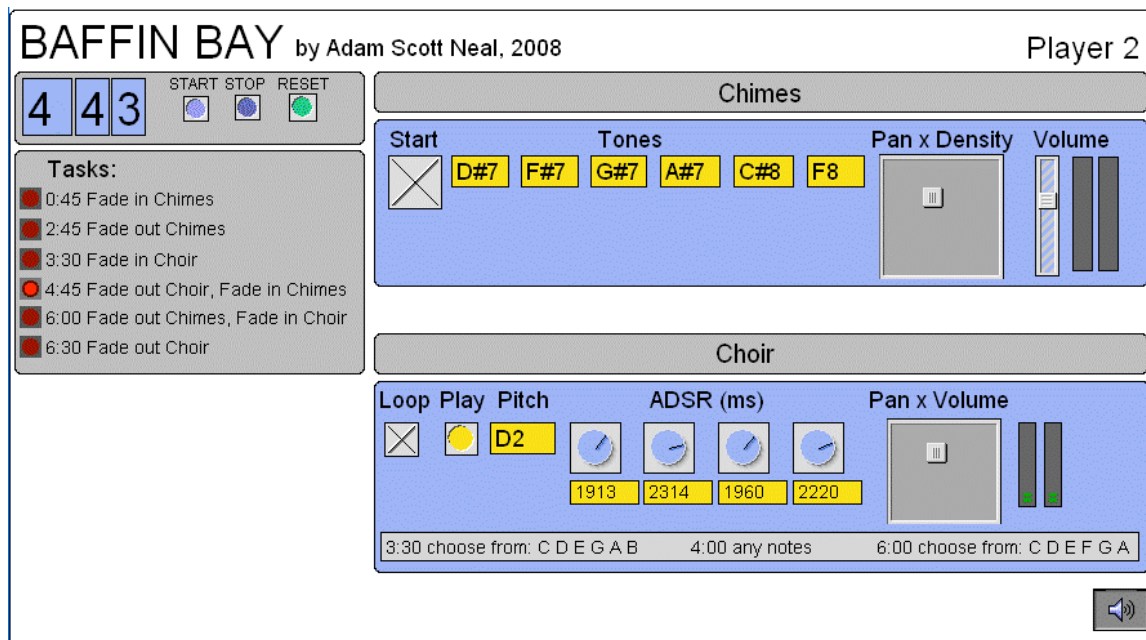 BAFFIN BAY by Adam Scott Neal, 2008
Player 2
4 43
START STOP RESET
Tasks:
0:45 Fade in Chimes
2:45 Fade out Chimes
3:30 Fade in Choir
4:45 Fade out Choir, Fade in Chimes
6:00 Fade out Chimes, Fade in Choir
6:30 Fade out Choir
Chimes
Start Tones Pan x Density Volume
D#7 F#7 G#7 A#7 C#8 F8
Choir
Loop Play Pitch ADSR (ms) Pan x Volume
D2
1913 2314 1960 2220
3:30 choose from: C D E G A B 4:00 any notes 6:00 choose from: C D E F G A